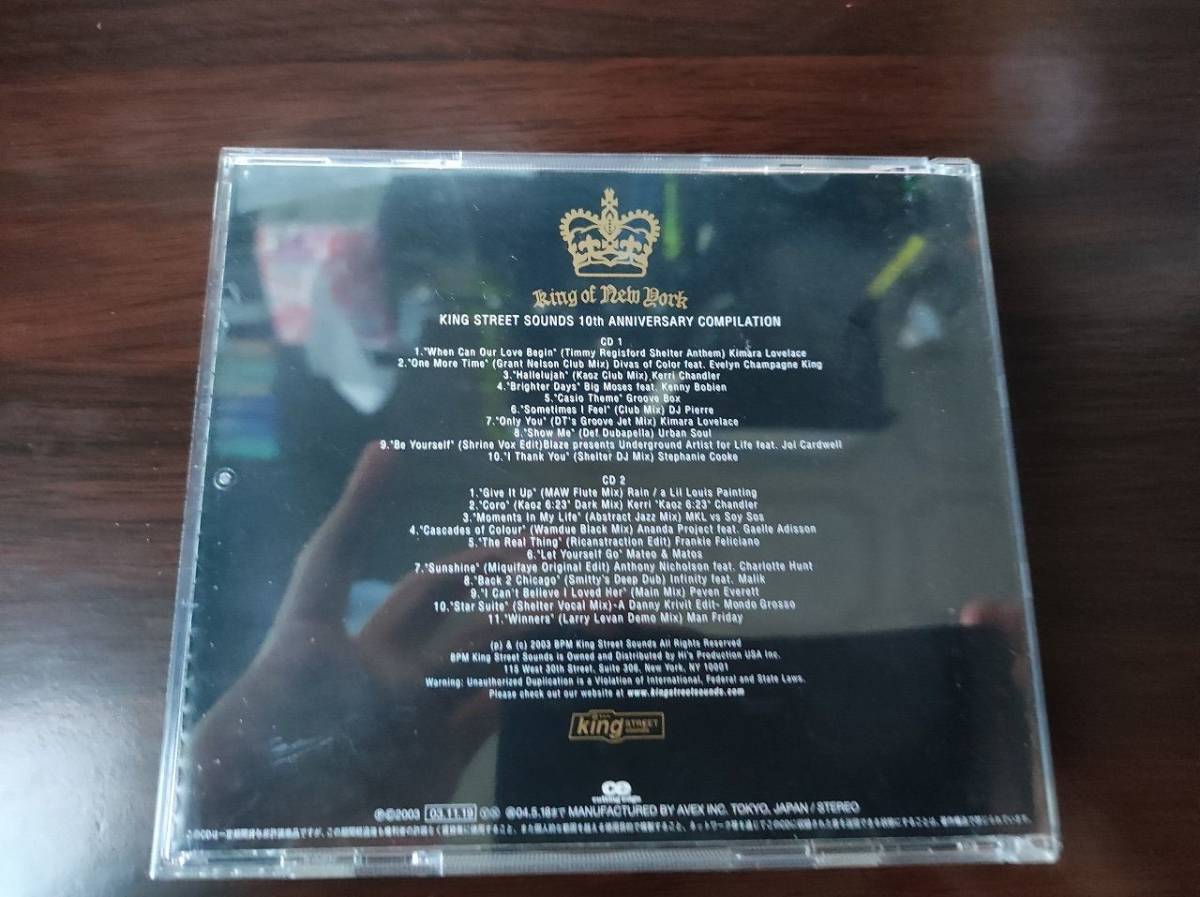 King of New York
KING STREET SOUNDS 10th ANNIVERSARY COMPILATION
CD 1
1."When Can Our Love Begin" (Timmy Regisford Shelter Anthem) Kimara Lovelace
2."One More Time" (Grant Nelson Club Mix) Divas of Color feat. Evelyn Champagne King
3."Hallelujah" (Kaoz Club Mix) Kerri Chandler
4."Brighter Days" Big Moses feat. Kenny Bobien
5."Casio Theme" Groove Box
6."Sometimes I Feel" (Club Mix) DJ Pierre
7."Only You" (DT's Groove Jet Mix) Kimara Lovelace
8."Show Me" (Def Dubapella) Urban Soul
9."Be Yourself" (Shrine Vox Edit)Blaze presents Underground Artist for Life feat. Joi Cardwell
10."I Thank You" (Shelter DJ Mix) Stephanie Cooke
CD 2
1."Give It Up" (MAW Flute Mix) Rain / a Lil Louis Painting
2."Coro" (Kaoz 6:23" Dark Mix) Kerri "Kaoz 6:23" Chandler
3."Moments In My Life" (Abstract Jazz Mix) MKL vs Soy Sos
4."Cascades of Colour" (Wamdue Black Mix) Ananda Project feat. Gaelle Adisson
5."The Real Thing" (Ricanstraction Edit) Frankie Feliciano
6."Let Yourself Go" Mateo & Matos
7."Sunshine" (Miquifaye Original Edit) Anthony Nicholson feat. Charlotte Hunt
8."Back 2 Chicago" (Smitty's Deep Dub) Infinity feat. Malik
9."I Can't Believe I Loved Her" (Main Mix) Peven Everett
10."Star Suite" (Shelter Vocal Mix)-A Danny Krivit Edit- Mondo Grosso
11."Winners" (Larry Levan Demo Mix) Man Friday
(p) & (c) 2003 BPM King Street Sounds All Rights Reserved
BPM King Street Sounds is Owned and Distributed by Hi's Production USA Inc.
115 West 30th Street, Suite 306, New York, NY 10001
Warning: Unauthorized Duplication is a Violation of International, Federal and State Laws.
Please check out our website at www.kingstreetsounds.com
king STREET sounds
cutting edge
Ⓟ©2003 03.11.19 04.5.18まで MANUFACTURED BY AVEX INC. TOKYO, JAPAN / STEREO